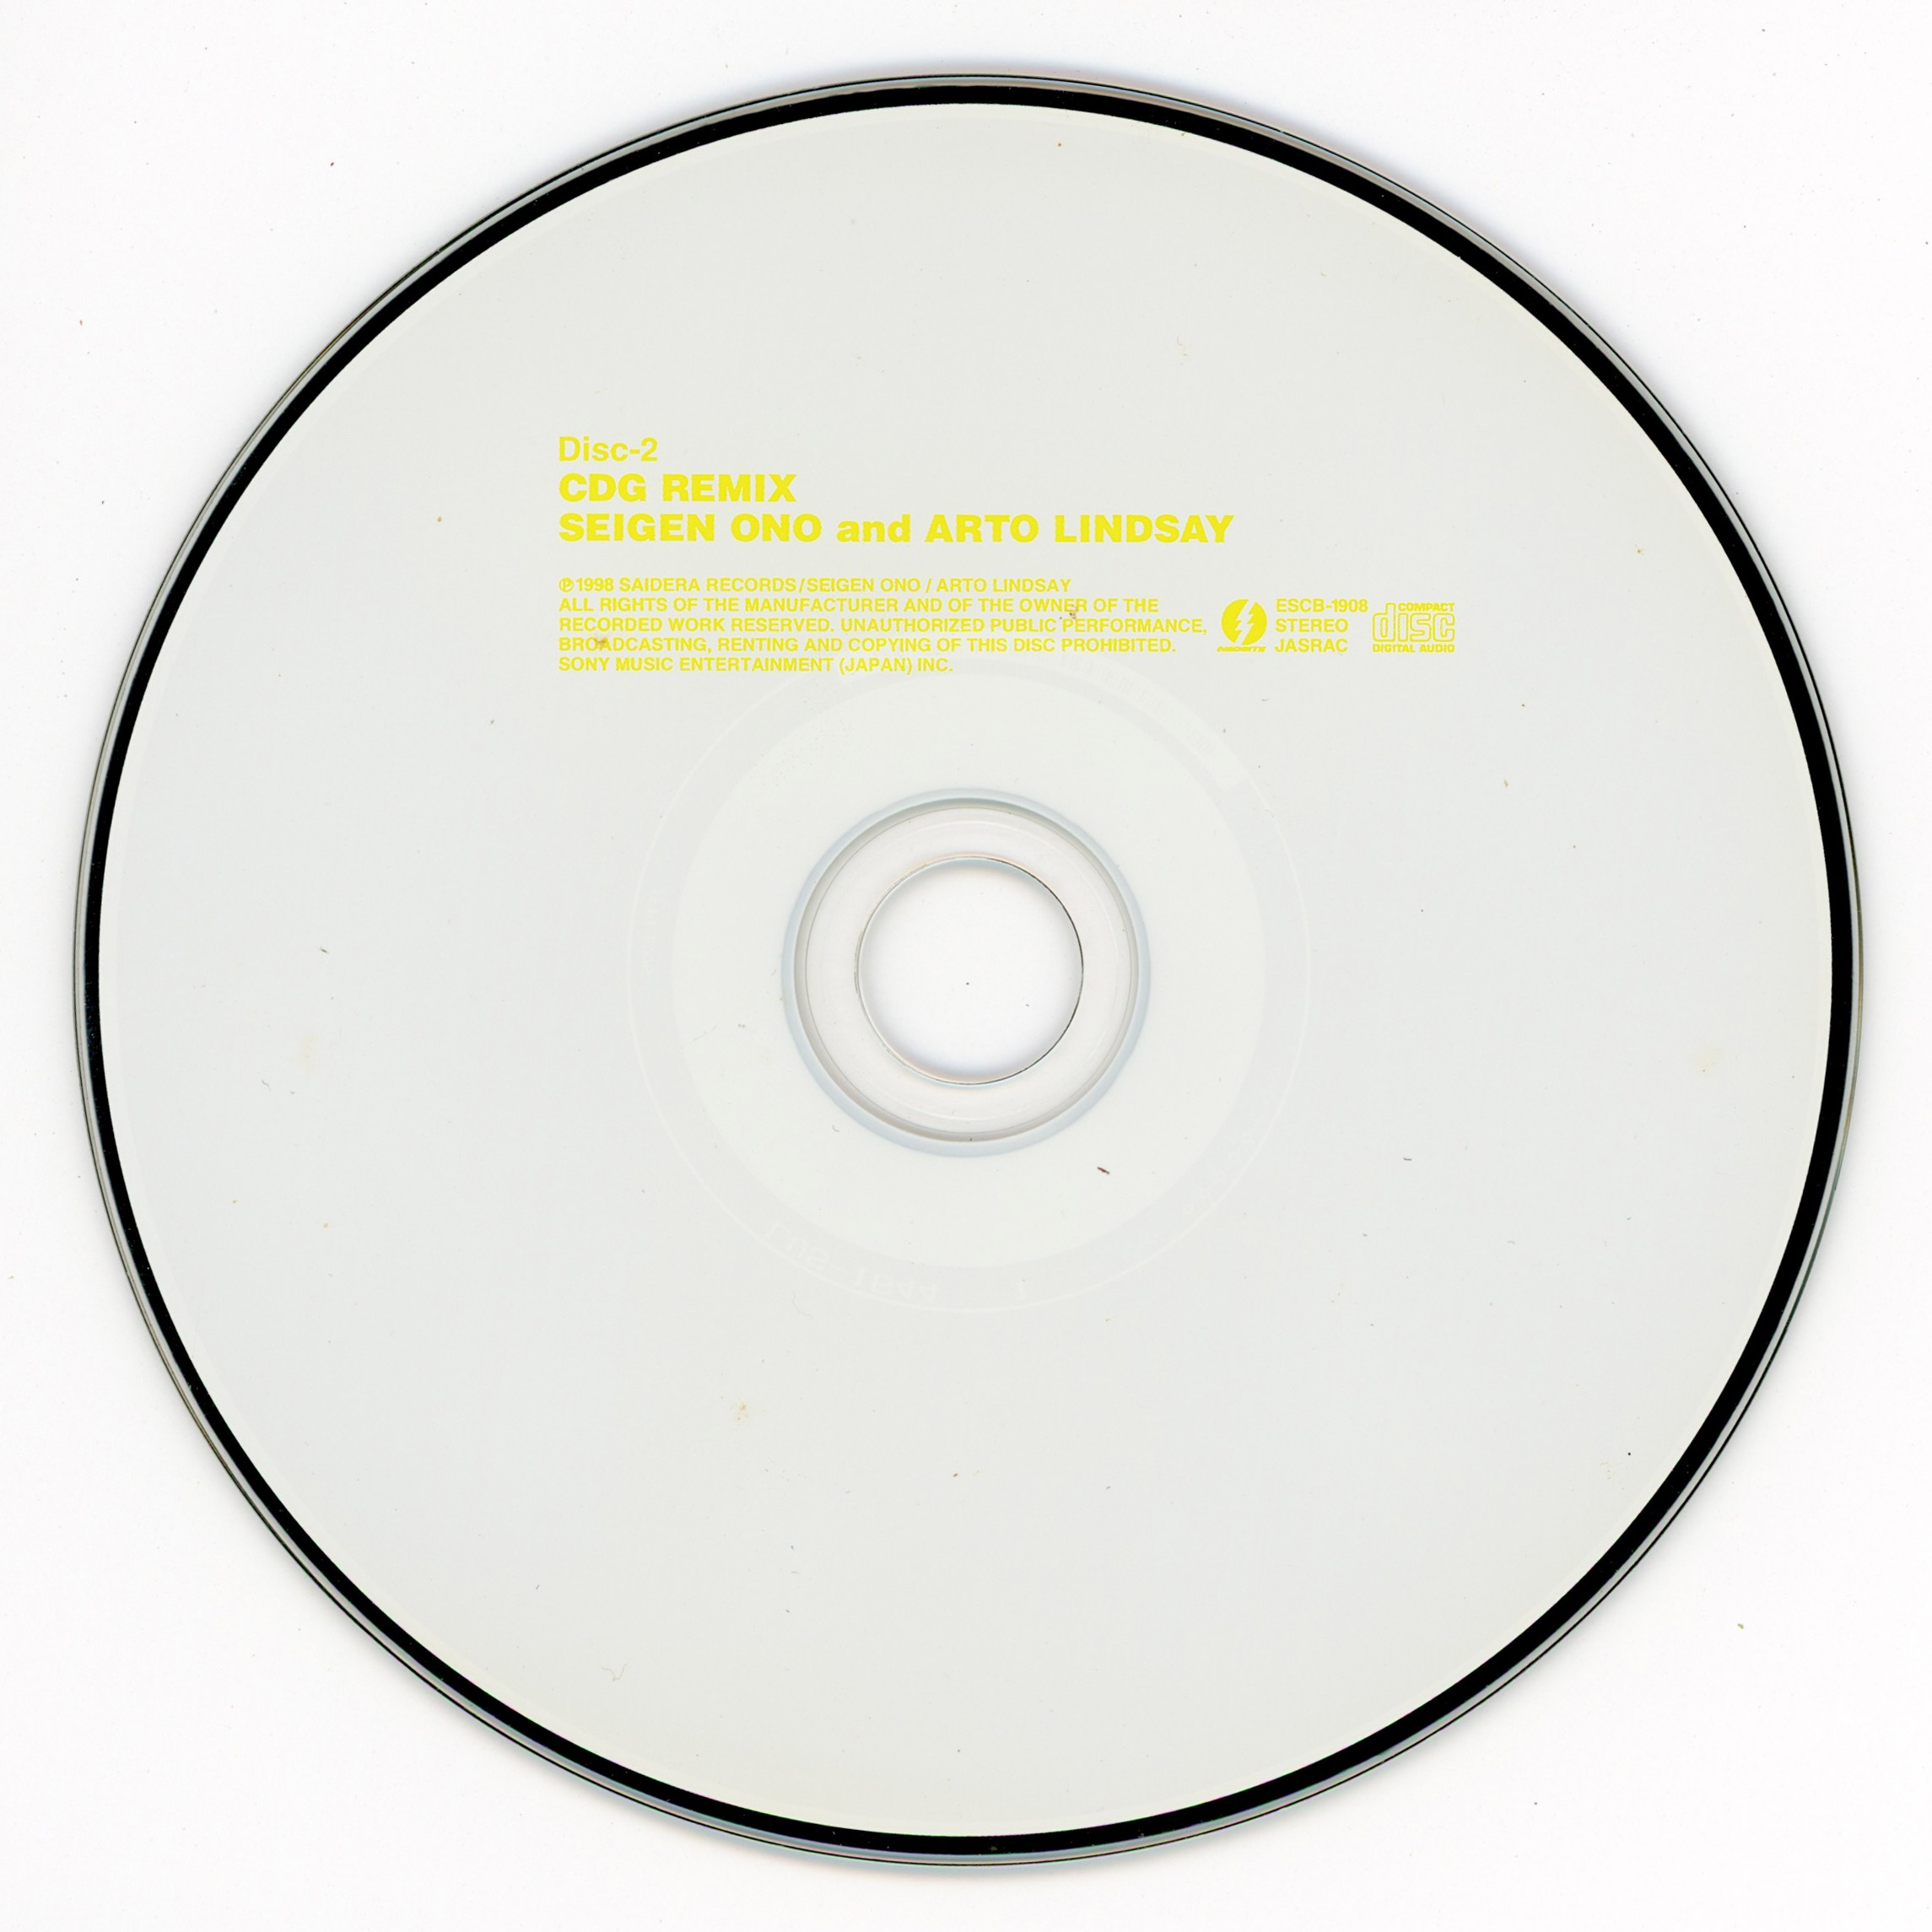 Disc-2
CDG REMIX
SEIGEN ONO and ARTO LINDSAY
℗1998 SAIDERA RECORDS/SEIGEN ONO / ARTO LINDSAY
ALL RIGHTS OF THE MANUFACTURER AND OF THE OWNER OF THE
RECORDED WORK RESERVED. UNAUTHORIZED PUBLIC PERFORMANCE,
BROADCASTING, RENTING AND COPYING OF THIS DISC PROHIBITED.
SONY MUSIC ENTERTAINMENT (JAPAN) INC.
ESCB-1908
STEREO
JASRAC
COMPACT
disc
DIGITAL AUDIO